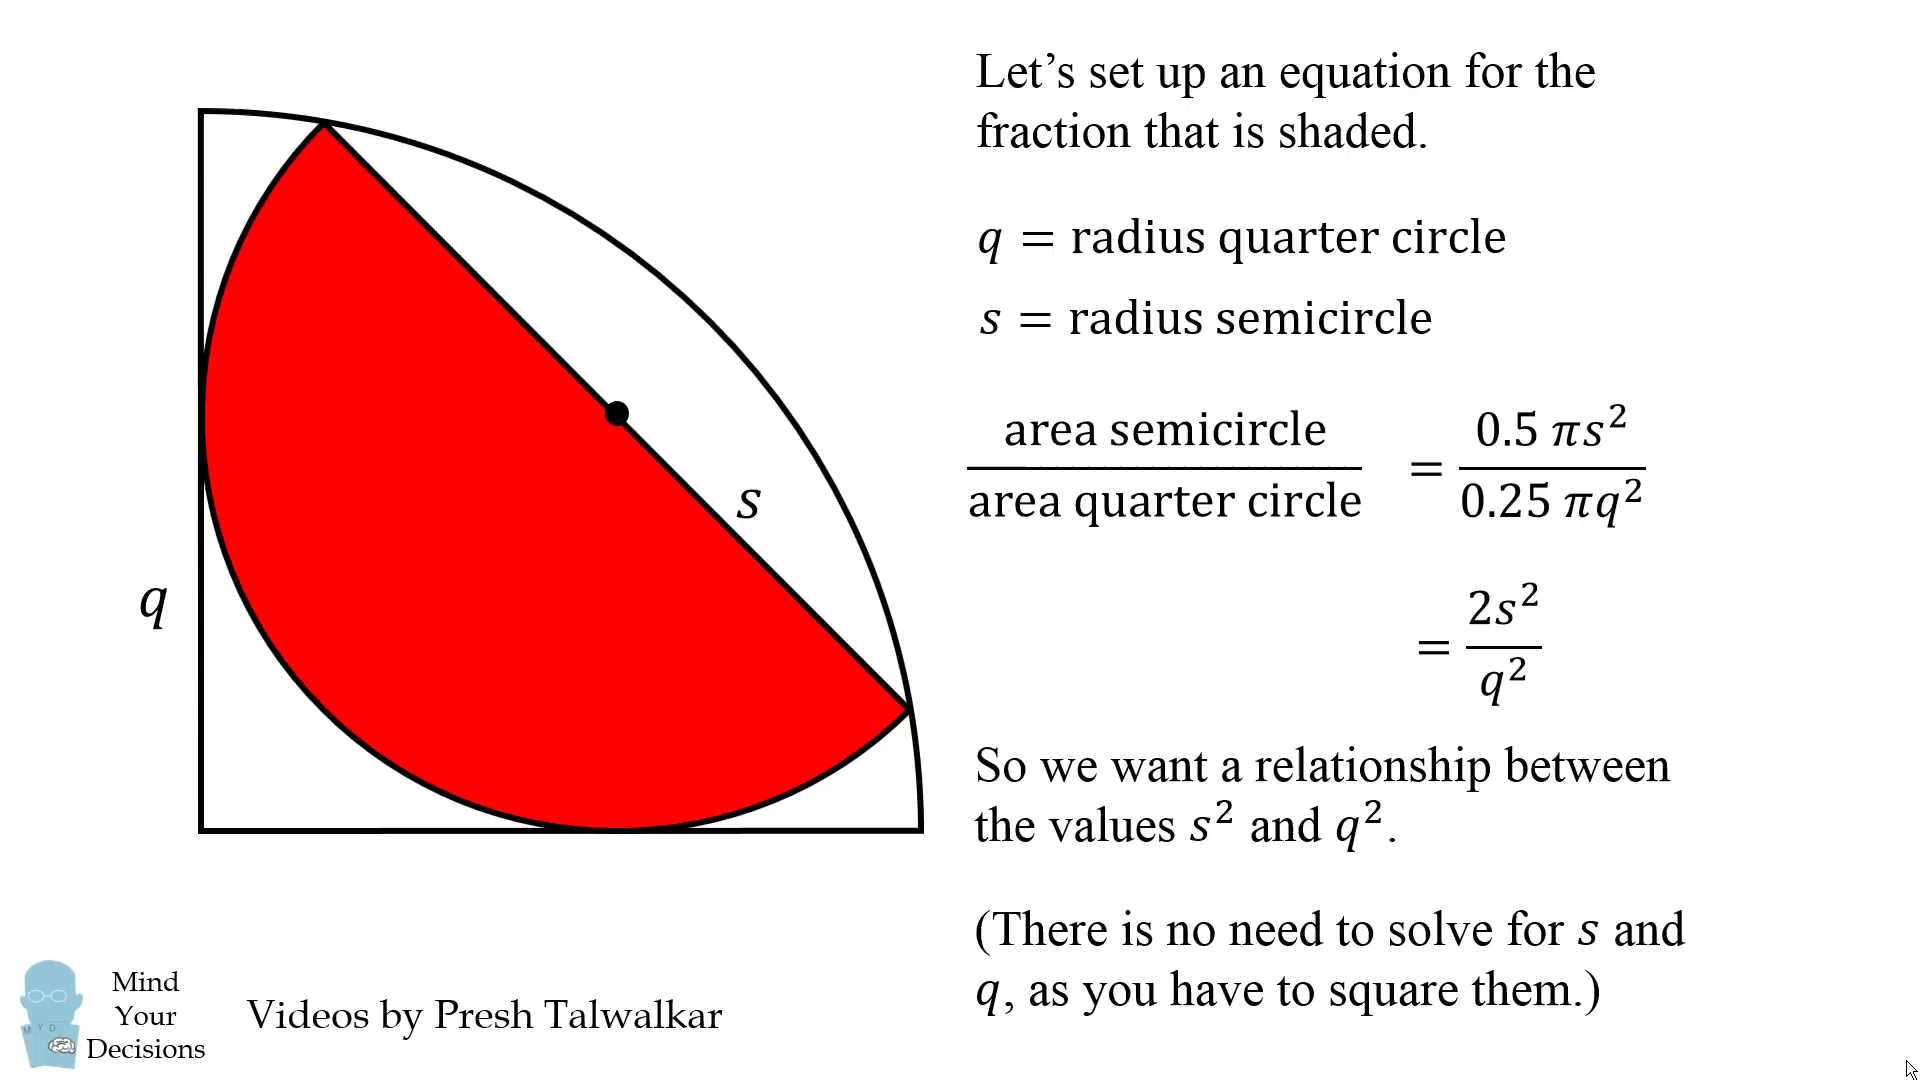 Let’s set up an equation for the
fraction that is shaded.
q = radius quarter circle
s = radius semicircle
area semicircle
area quarter circle
= 0.5 πs²
0.25 πq²
= 2s²
q²
So we want a relationship between
the values s² and q².
(There is no need to solve for s and
q, as you have to square them.)
q
s
M Y D
Mind
Your
Decisions
Videos by Presh Talwalkar